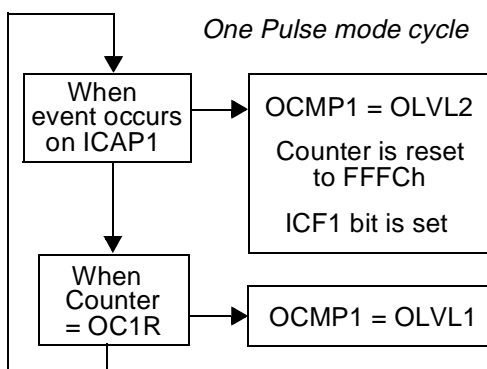 One Pulse mode cycle
When
event occurs
on ICAP1
OCMP1 = OLVL2
Counter is reset
to FFFCh
ICF1 bit is set
When
Counter
= OC1R
OCMP1 = OLVL1